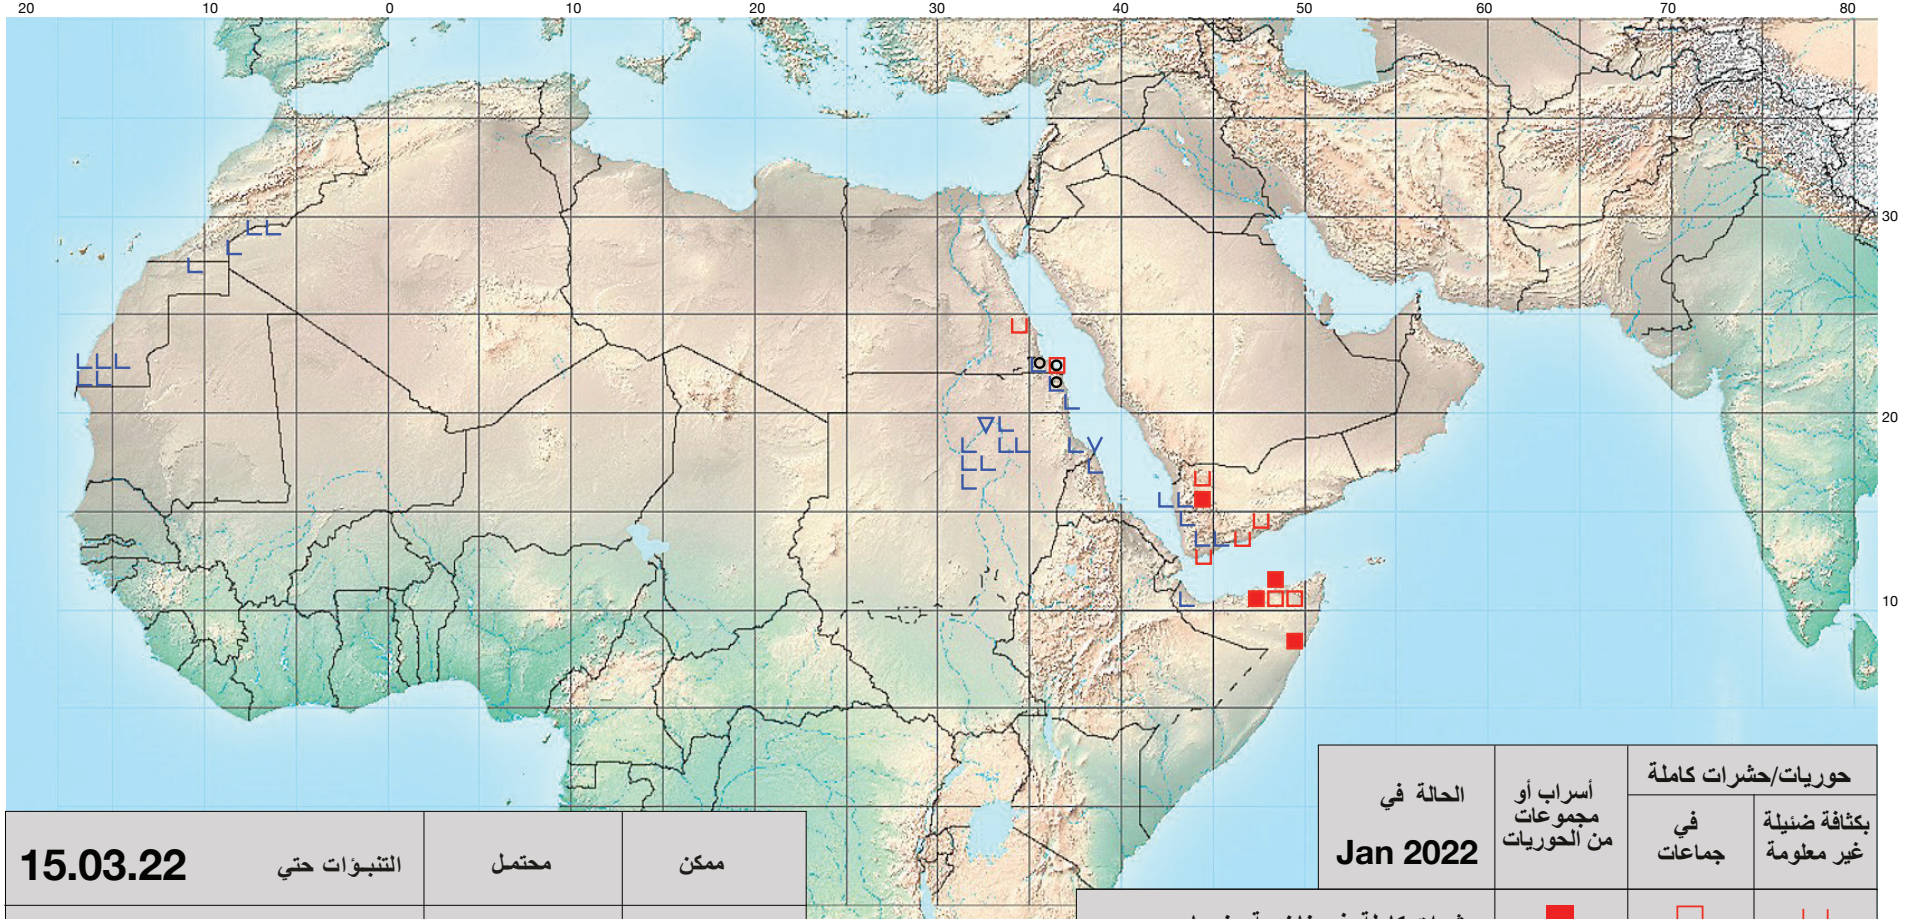 20 10 0 10 20 30 40 50 60 70 80
30
20
10
حوريات/حشرات كاملة
أسراب أو
مجموعات
من الحوريات
الحالة في
Jan 2022
في
جماعات
بكثافة ضئيلة
غير معلومة
ممكن
محتمل
التنبؤات حتي
15.03.22